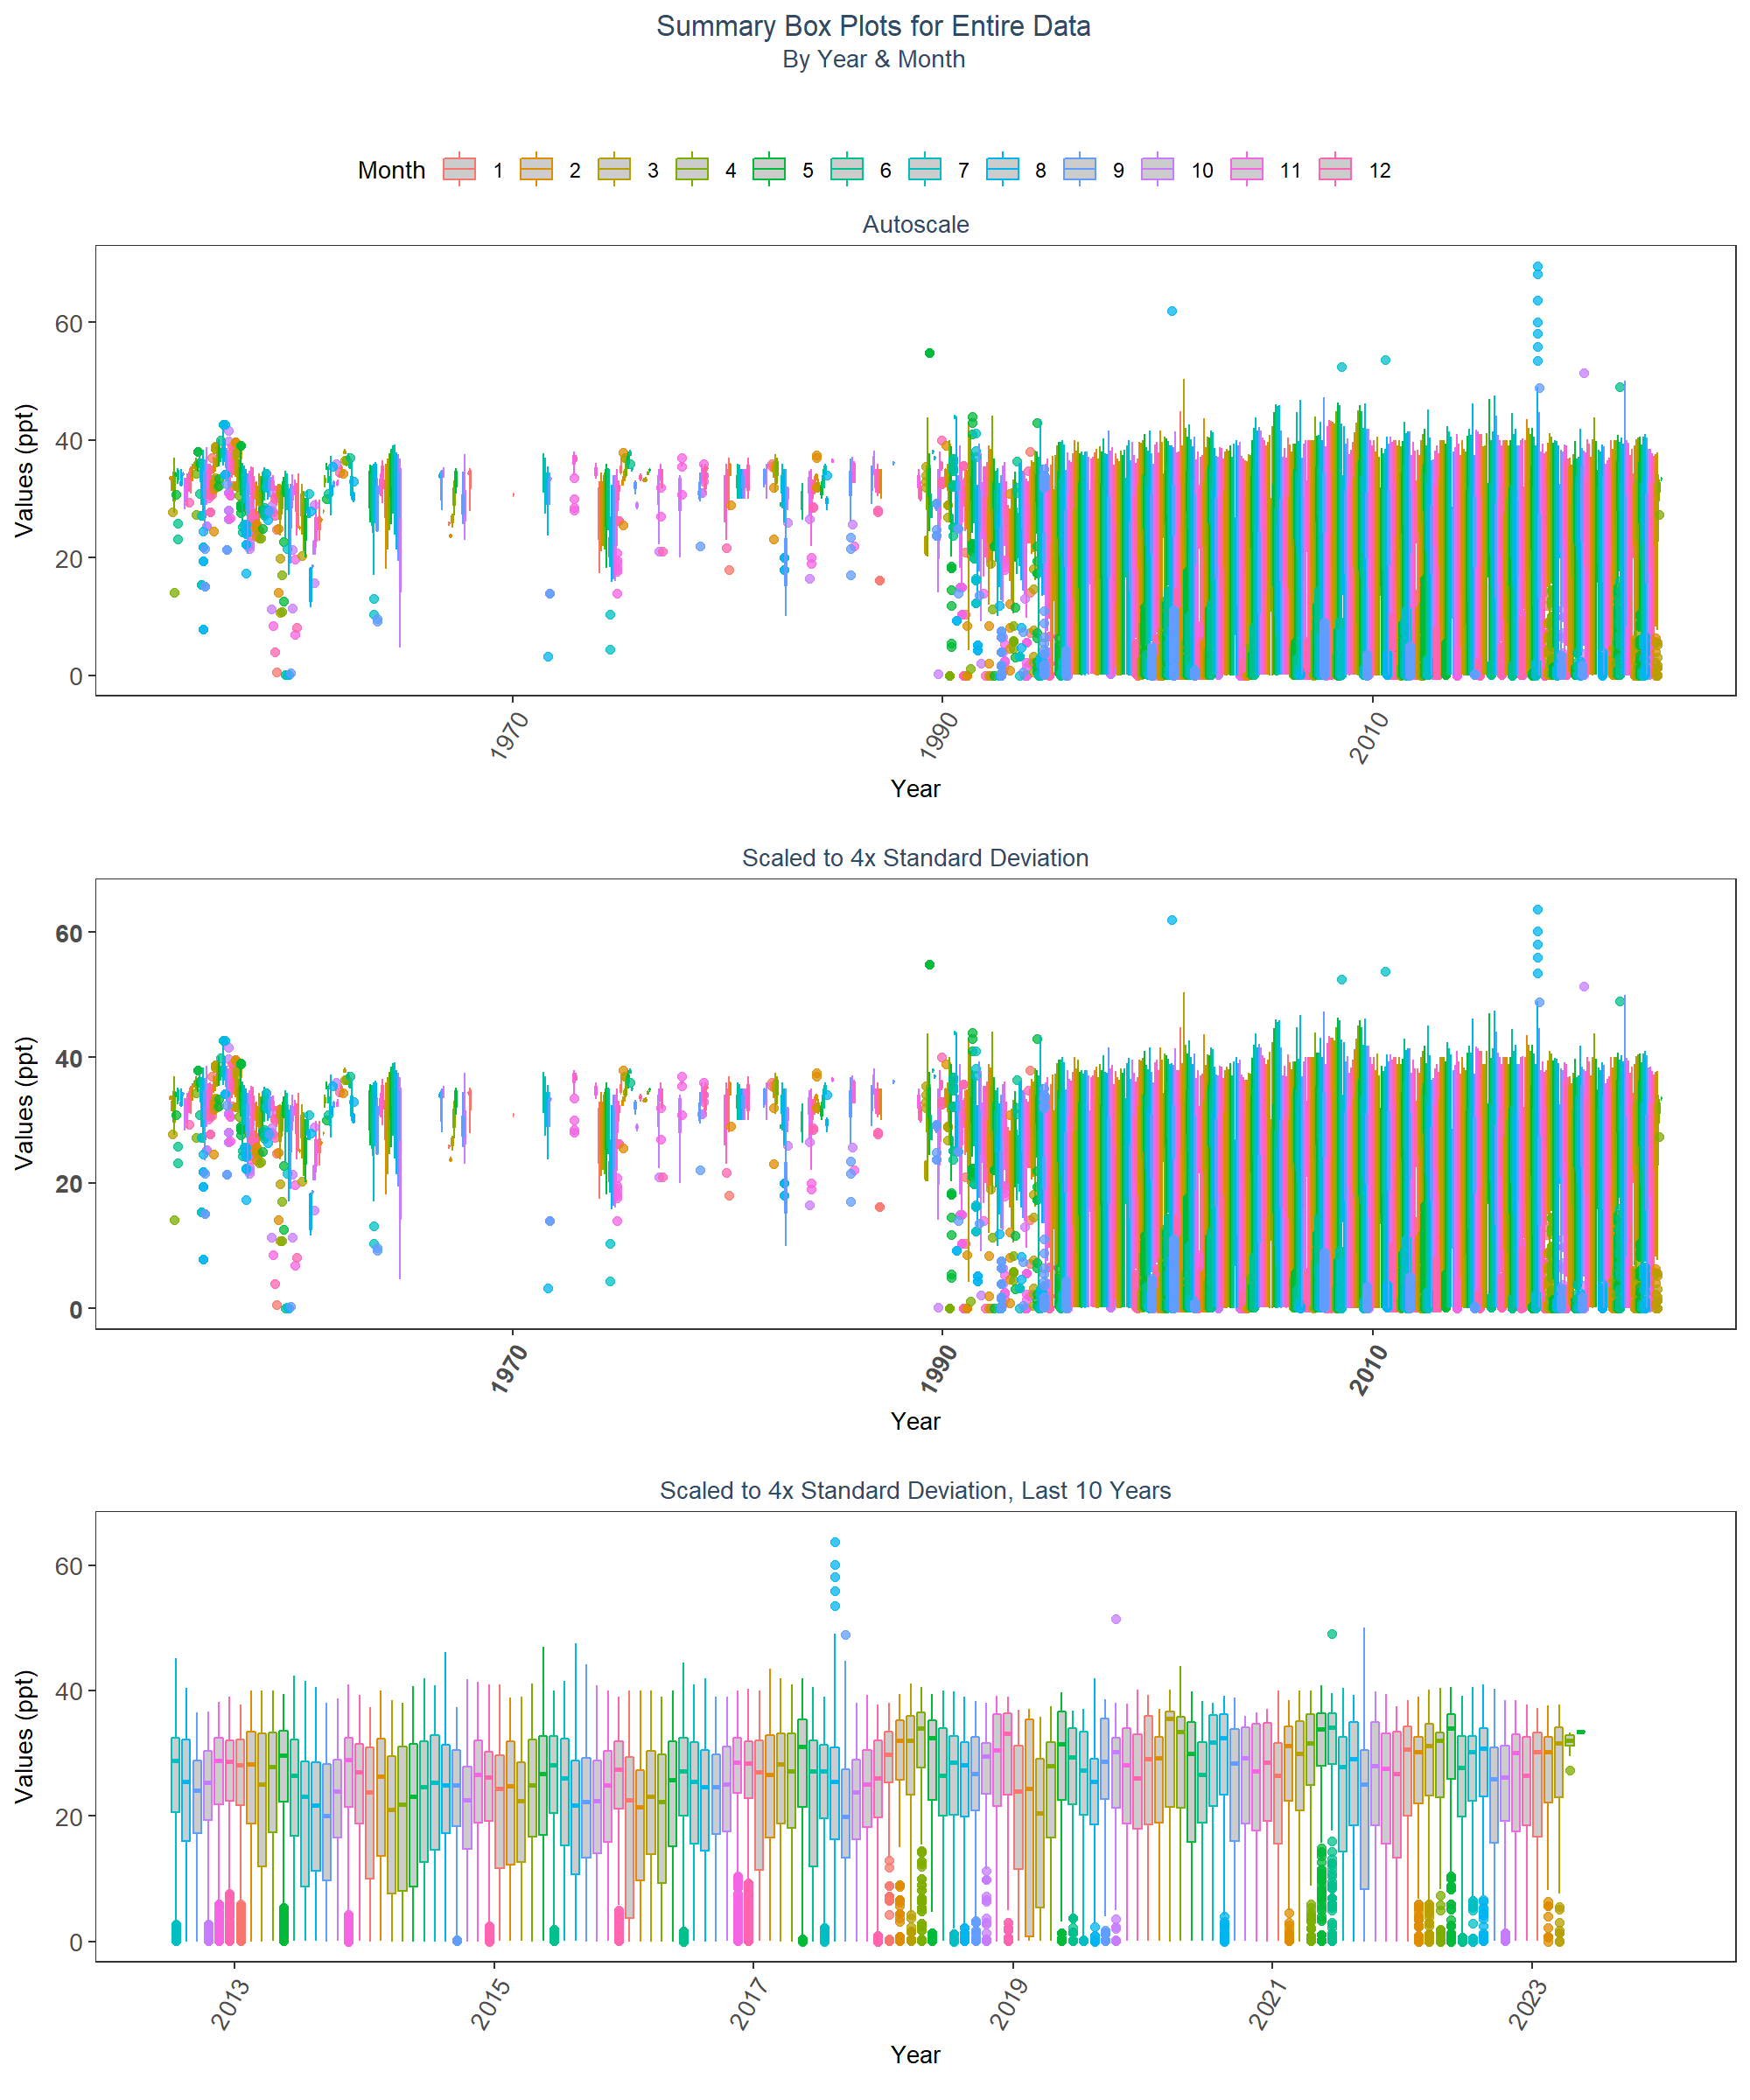 Summary Box Plots for Entire Data
By Year & Month
Month 1 2 3 4 5 6 7 8 9 10 11 12
Autoscale
Values (ppt)
60
40
20
0
1970 1990 2010
Year
Scaled to 4x Standard Deviation
Values (ppt)
60
40
20
0
1970 1990 2010
Year
Scaled to 4x Standard Deviation, Last 10 Years
Values (ppt)
60
40
20
0
2013 2015 2017 2019 2021 2023
Year